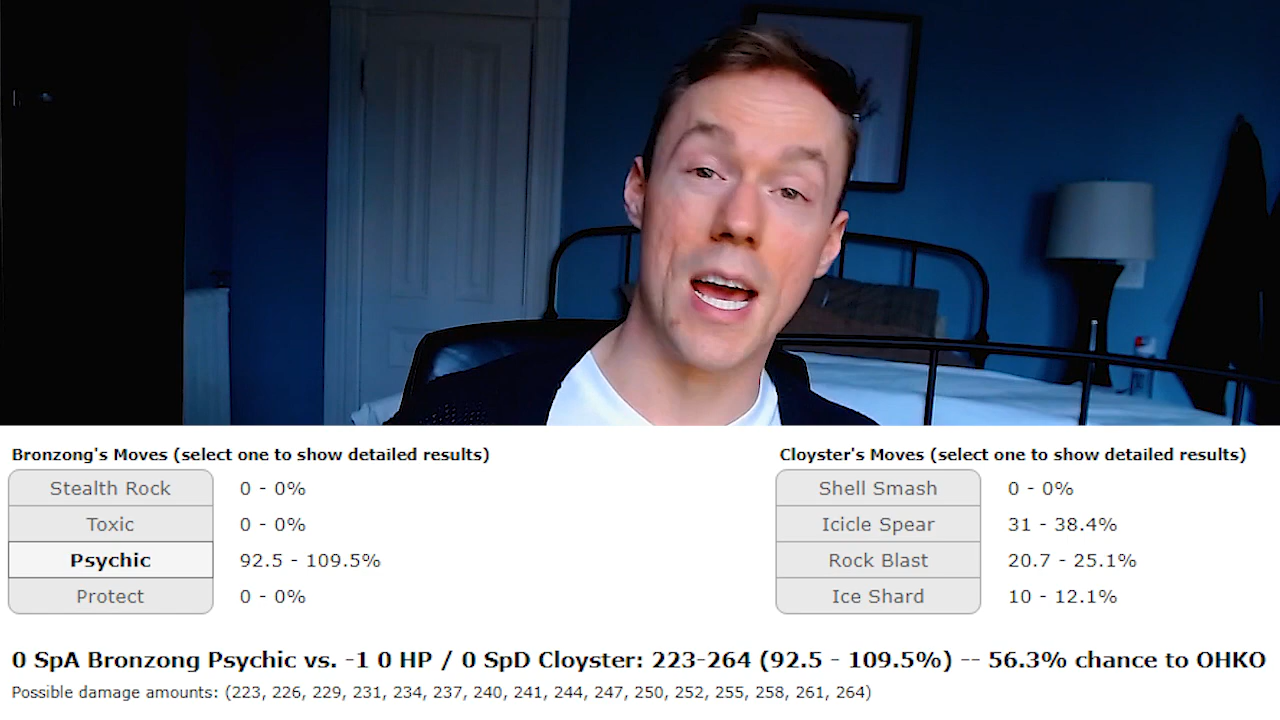 Bronzong's Moves (select one to show detailed results)
Stealth Rock 0 - 0%
Toxic 0 - 0%
Psychic 92.5 - 109.5%
Protect 0 - 0%
Cloyster's Moves (select one to show detailed results)
Shell Smash 0 - 0%
Icicle Spear 31 - 38.4%
Rock Blast 20.7 - 25.1%
Ice Shard 10 - 12.1%
0 SpA Bronzong Psychic vs. -1 0 HP / 0 SpD Cloyster: 223-264 (92.5 - 109.5%) -- 56.3% chance to OHKO
Possible damage amounts: (223, 226, 229, 231, 234, 237, 240, 241, 244, 247, 250, 252, 255, 258, 261, 264)